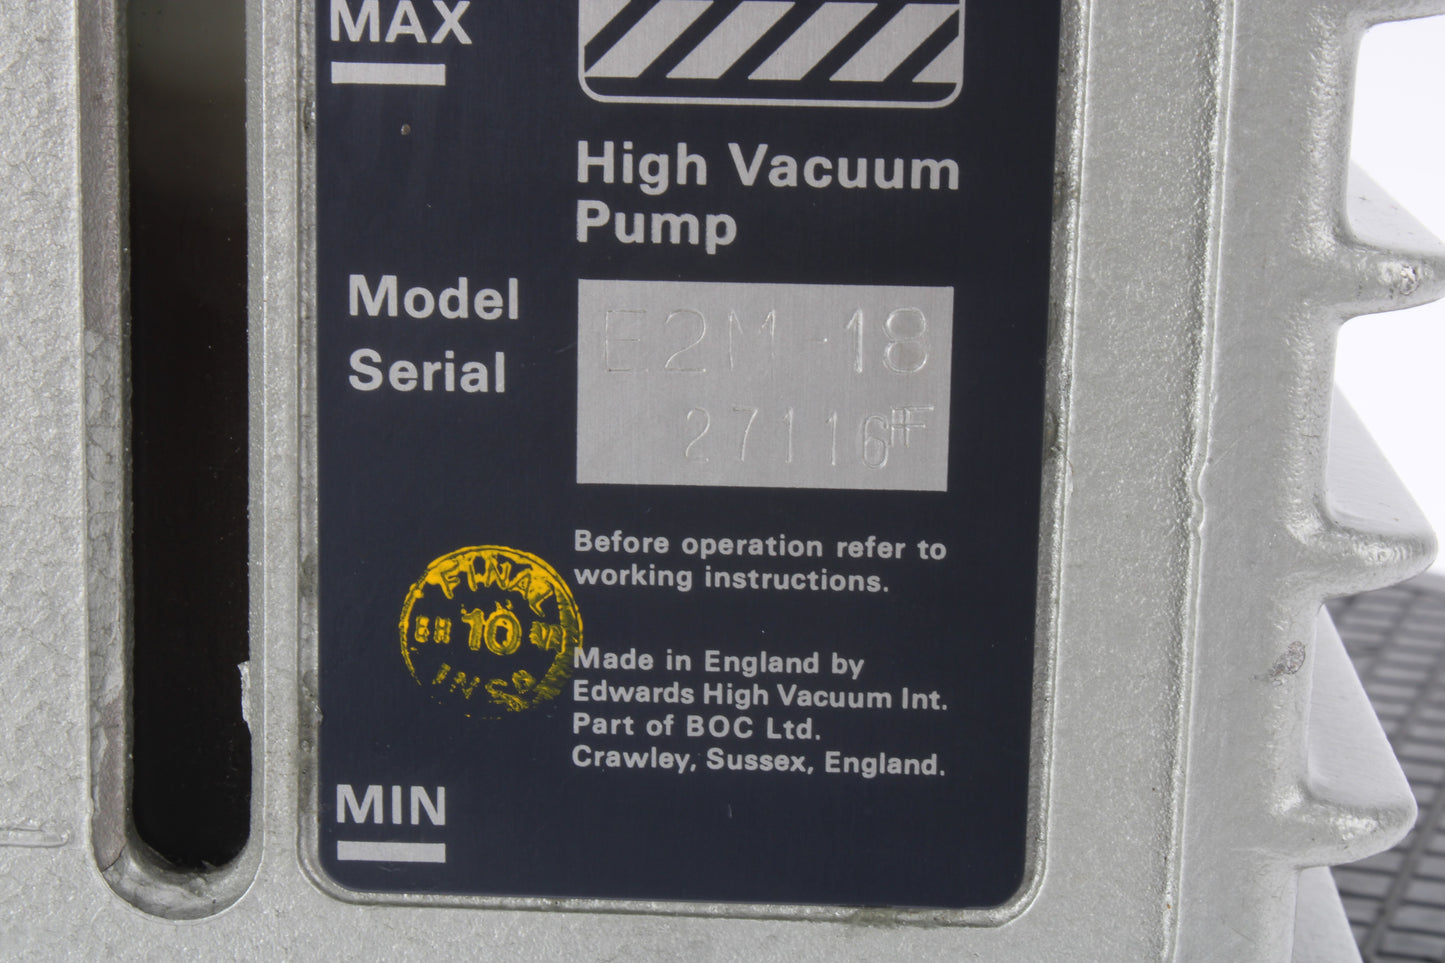 MAX
High Vacuum
Pump
Model E2M-18
Serial 27116
Before operation refer to
working instructions.
FINAL
10
INSP
Made in England by
Edwards High Vacuum Int.
Part of BOC Ltd.
Crawley, Sussex, England.
MIN